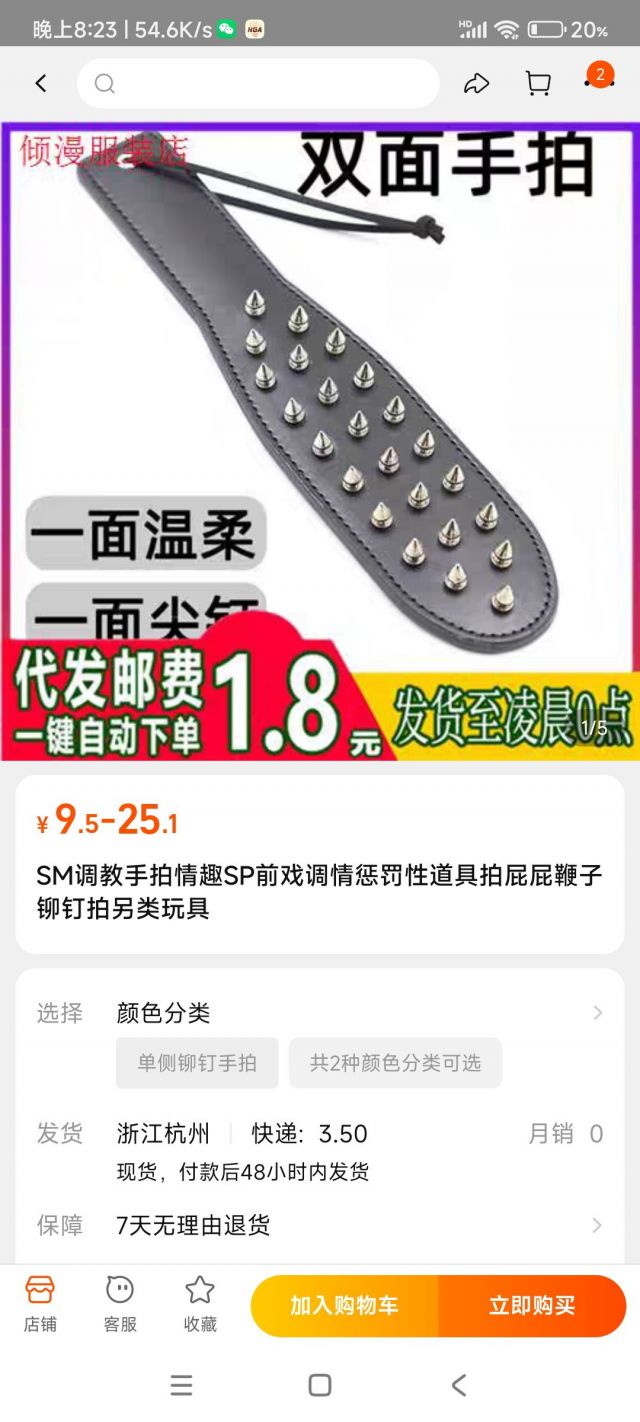 晚上8:23 | 54.6K/s
NGA
HD
20%
2
倾漫服装店
双面手拍
一面温柔
一面尖钉
代发邮费
一键自动下单
1.8元
发货至凌晨0点
1/5
¥9.5-25.1
SM调教手拍情趣SP前戏调情惩罚性道具拍屁屁鞭子
铆钉拍另类玩具
选择 颜色分类
单侧铆钉手拍 共2种颜色分类可选
发货 浙江杭州 快递: 3.50 月销 0
现货，付款后48小时内发货
保障 7天无理由退货
店铺 客服 收藏 加入购物车 立即购买